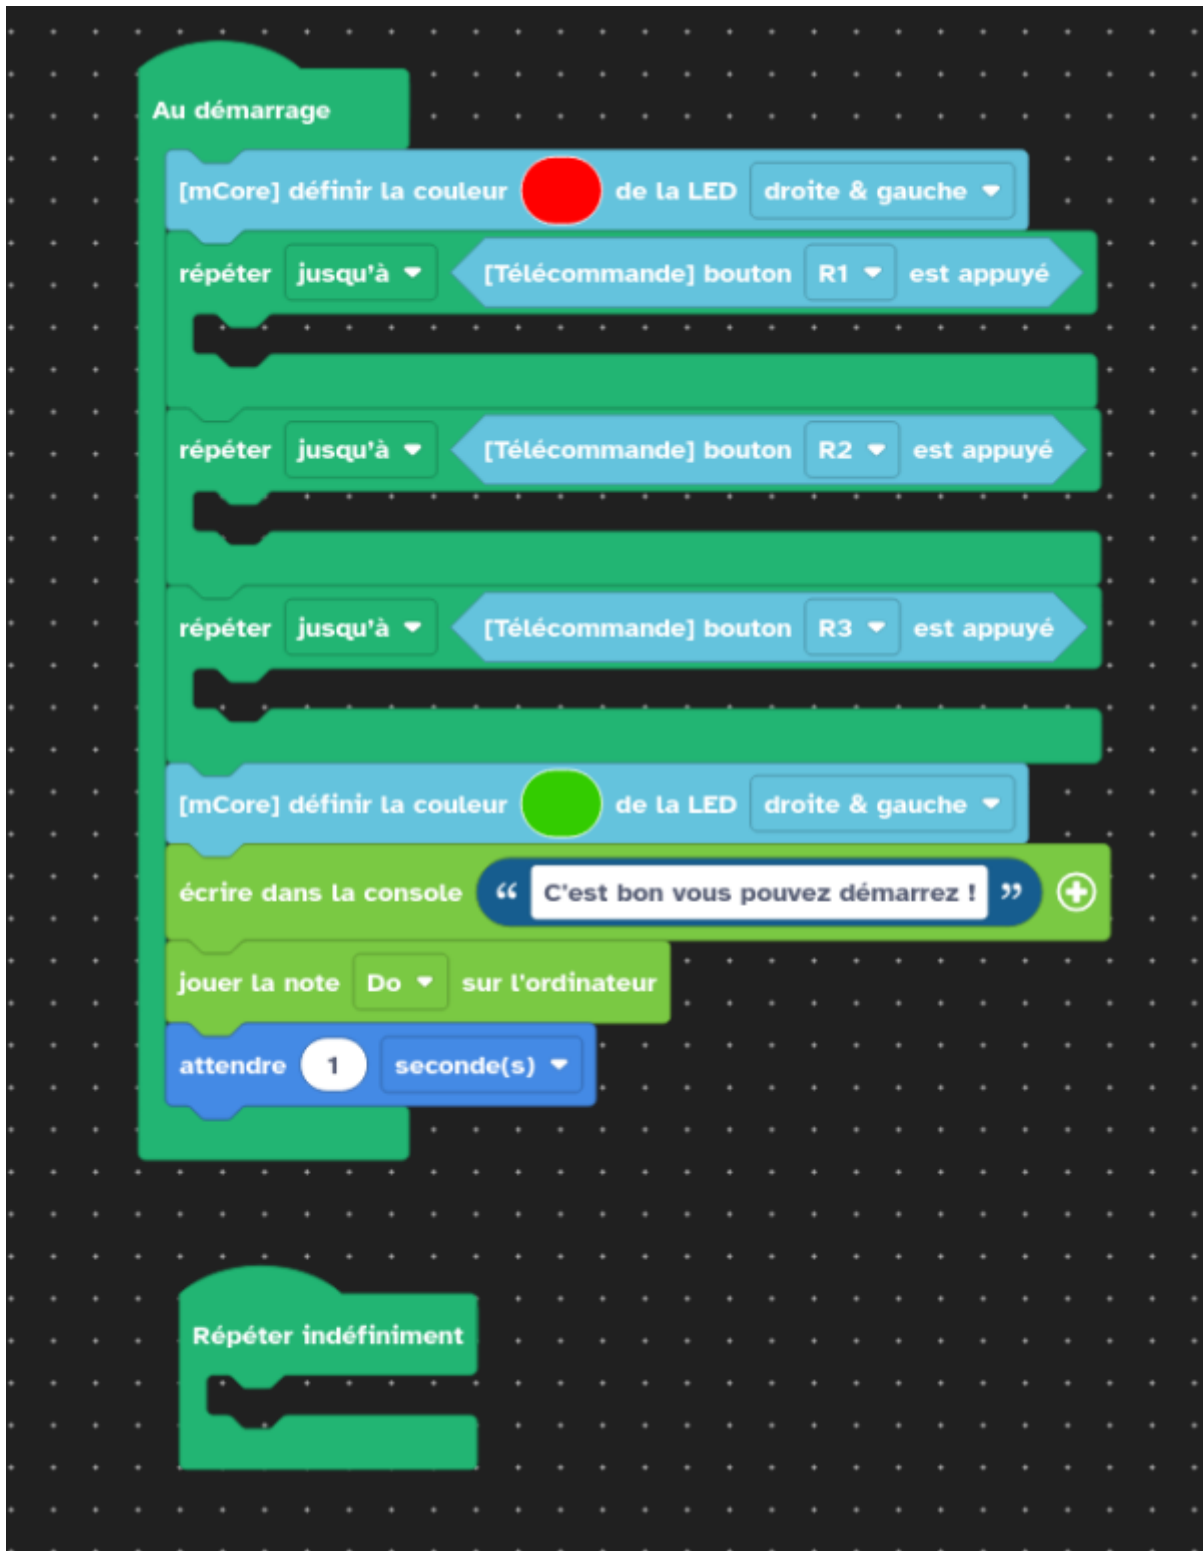 Au démarrage
[mCore] définir la couleur de la LED droite & gauche
répéter jusqu'à [Télécommande] bouton R1 est appuyé
répéter jusqu'à [Télécommande] bouton R2 est appuyé
répéter jusqu'à [Télécommande] bouton R3 est appuyé
[mCore] définir la couleur de la LED droite & gauche
écrire dans la console “ C'est bon vous pouvez démarrez ! ”
jouer la note Do sur l'ordinateur
attendre 1 seconde(s)
Répéter indéfiniment